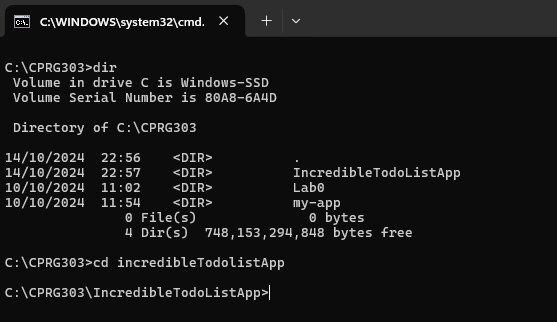 C:\WINDOWS\system32\cmd.
C:\CPRG303>dir
 Volume in drive C is Windows-SSD
 Volume Serial Number is 80A8-6A4D
 Directory of C:\CPRG303
14/10/2024  22:56    <DIR>          .
14/10/2024  22:57    <DIR>          IncredibleTodoListApp
10/10/2024  11:02    <DIR>          Lab0
10/10/2024  11:54    <DIR>          my-app
               0 File(s)              0 bytes
               4 Dir(s)  748,153,294,848 bytes free
C:\CPRG303>cd incredibleTodolistApp
C:\CPRG303\IncredibleTodoListApp>